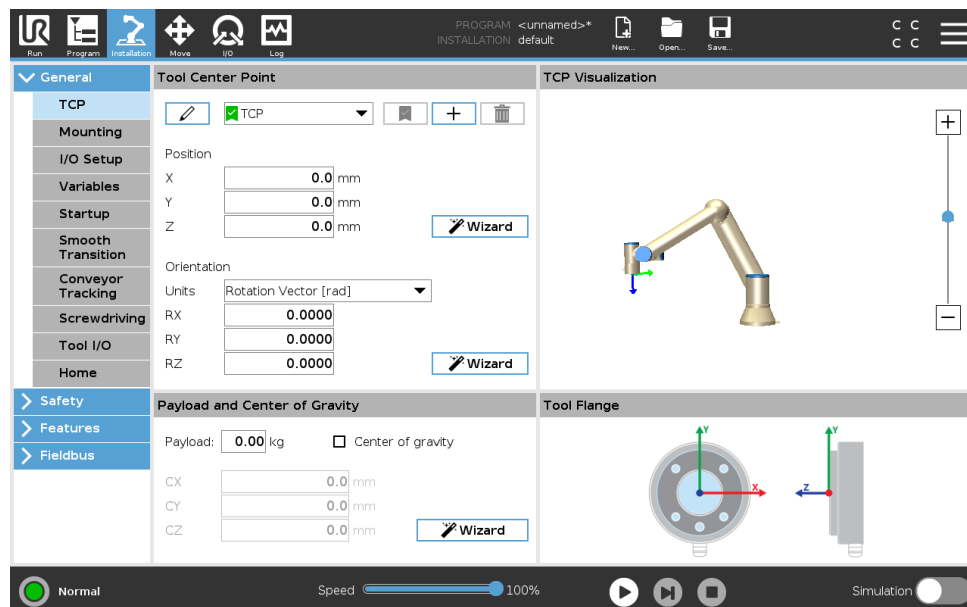 Run
Program
Installation
Move
I/O
Log
PROGRAM <unnamed>*
INSTALLATION default
New...
Open...
Save...
C C
C C
General
TCP
Mounting
I/O Setup
Variables
Startup
Smooth
Transition
Conveyor
Tracking
Screwdriving
Tool I/O
Home
Safety
Features
Fieldbus
Tool Center Point
TCP
Position
X 0.0 mm
Y 0.0 mm
Z 0.0 mm
Wizard
Orientation
Units Rotation Vector [rad]
RX 0.0000
RY 0.0000
RZ 0.0000
Wizard
TCP Visualization
Payload and Center of Gravity
Payload: 0.00 kg
Center of gravity
CX 0.0 mm
CY 0.0 mm
CZ 0.0 mm
Wizard
Tool Flange
Y
X
Y
Z
Normal
Speed 100%
Simulation